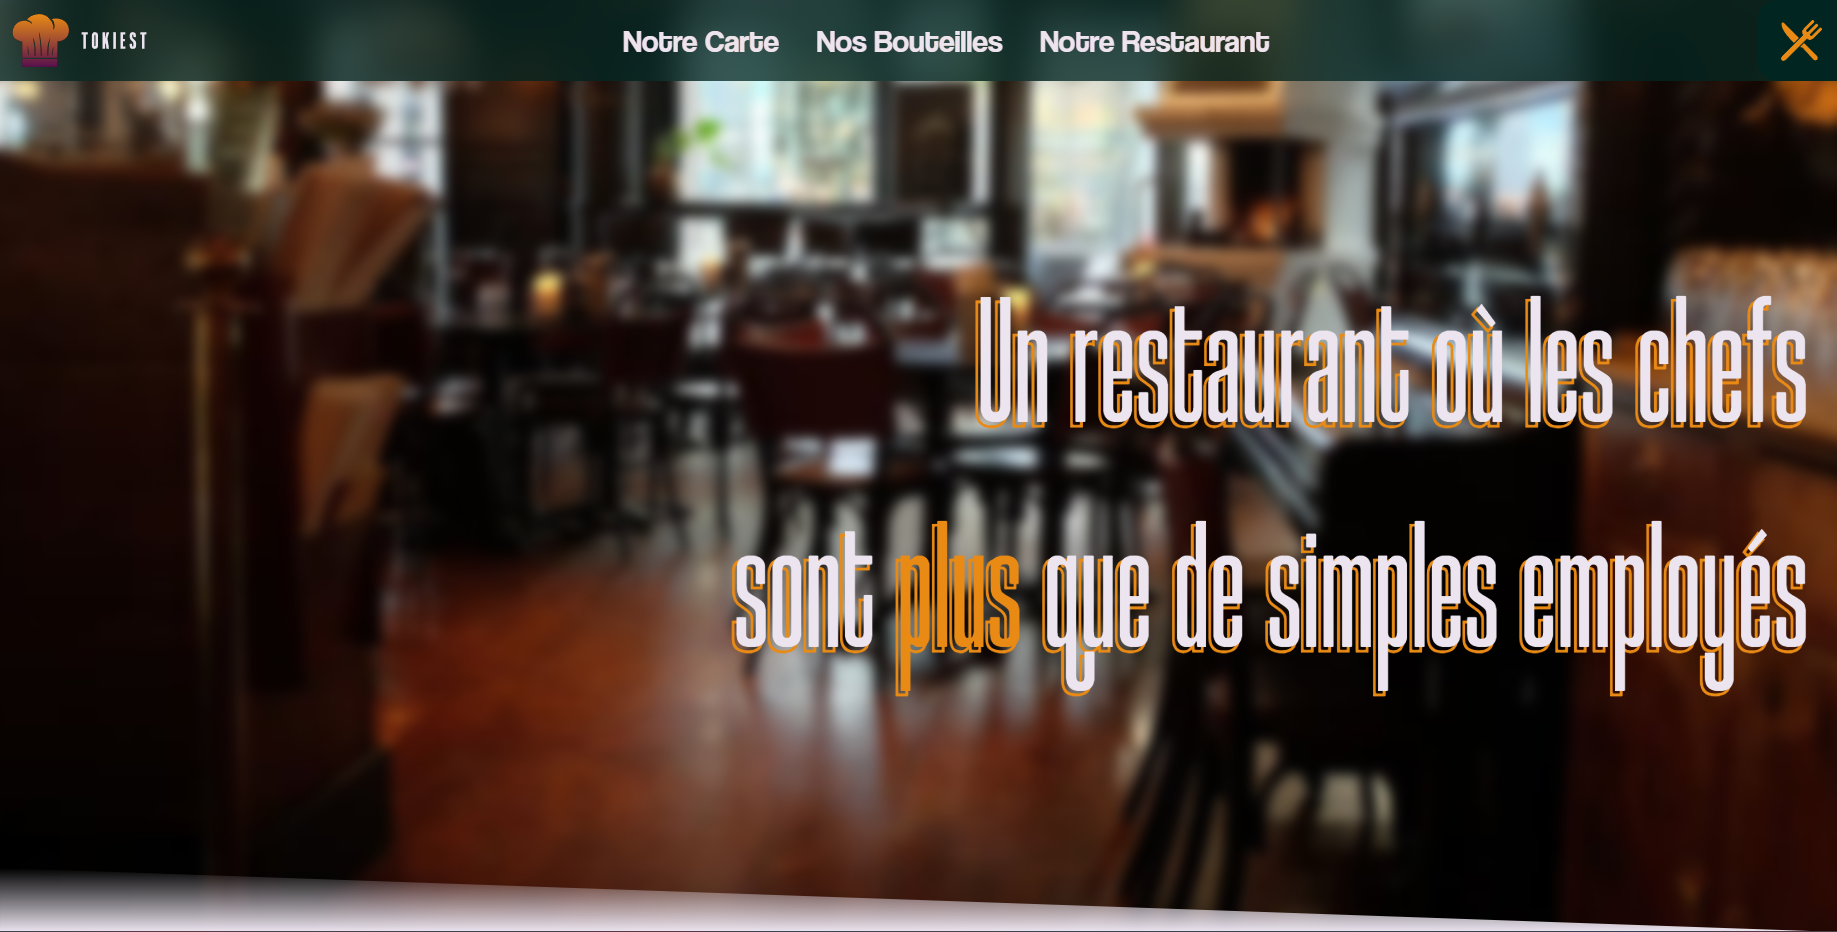 TOKIEST
Notre Carte
Nos Bouteilles
Notre Restaurant
Un restaurant où les chefs
sont plus que de simples employés